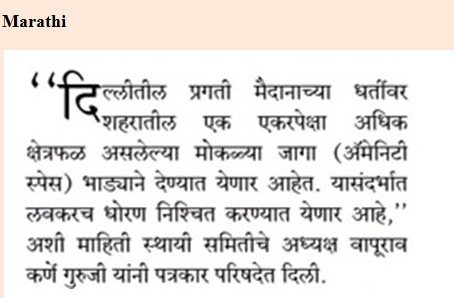 Marathi
“दिल्लीतील प्रगती मैदानाच्या धर्तीवर
शहरातील एक एकरपेक्षा अधिक
क्षेत्रफळ असलेल्या मोकळ्या जागा (ॲमेनिटी
स्पेस) भाड्याने देण्यात येणार आहेत. यासंदर्भात
लवकरच धोरण निश्चित करण्यात येणार आहे,”
अशी माहिती स्थायी समितीचे अध्यक्ष वापूराव
कर्णे गुरुजी यांनी पत्रकार परिषदेत दिली.